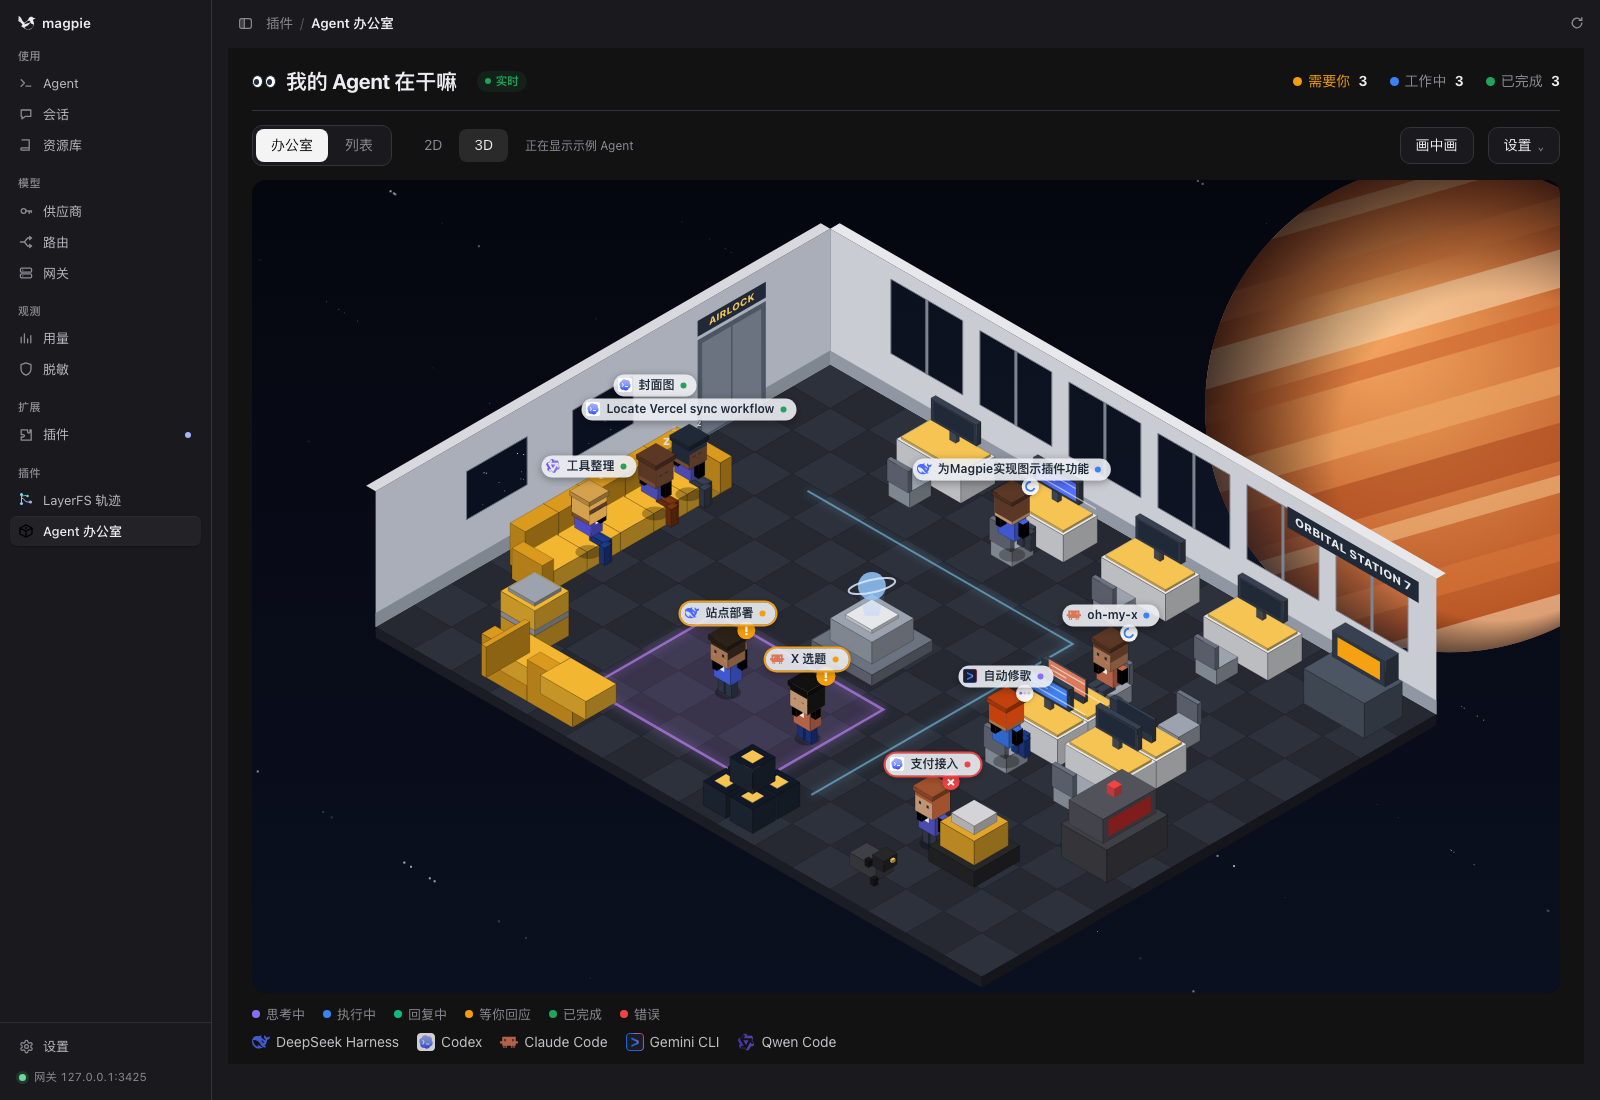 magpie
使用
Agent
会话
资源库
模型
供应商
路由
网关
观测
用量
脱敏
扩展
插件
插件
LayerFS 轨迹
Agent 办公室
设置
网关 127.0.0.1:3425
插件 / Agent 办公室
我的 Agent 在干嘛
实时
需要你 3
工作中 3
已完成 3
办公室
列表
2D
3D
正在显示示例 Agent
画中画
设置
AIRLOCK
封面图
Locate Vercel sync workflow
z
z
工具整理
为Magpie实现图示插件功能
ORBITAL STATION 7
站点部署
!
oh-my-x
X 选题
!
自动修歌
支付接入
思考中
执行中
回复中
等你回应
已完成
错误
DeepSeek Harness
Codex
Claude Code
Gemini CLI
Qwen Code